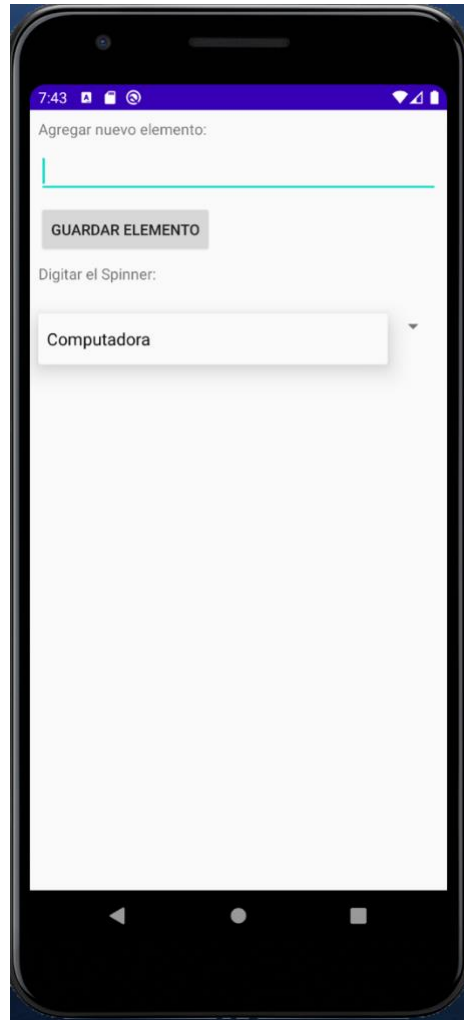 7:43
Agregar nuevo elemento:
GUARDAR ELEMENTO
Digitar el Spinner:
Computadora